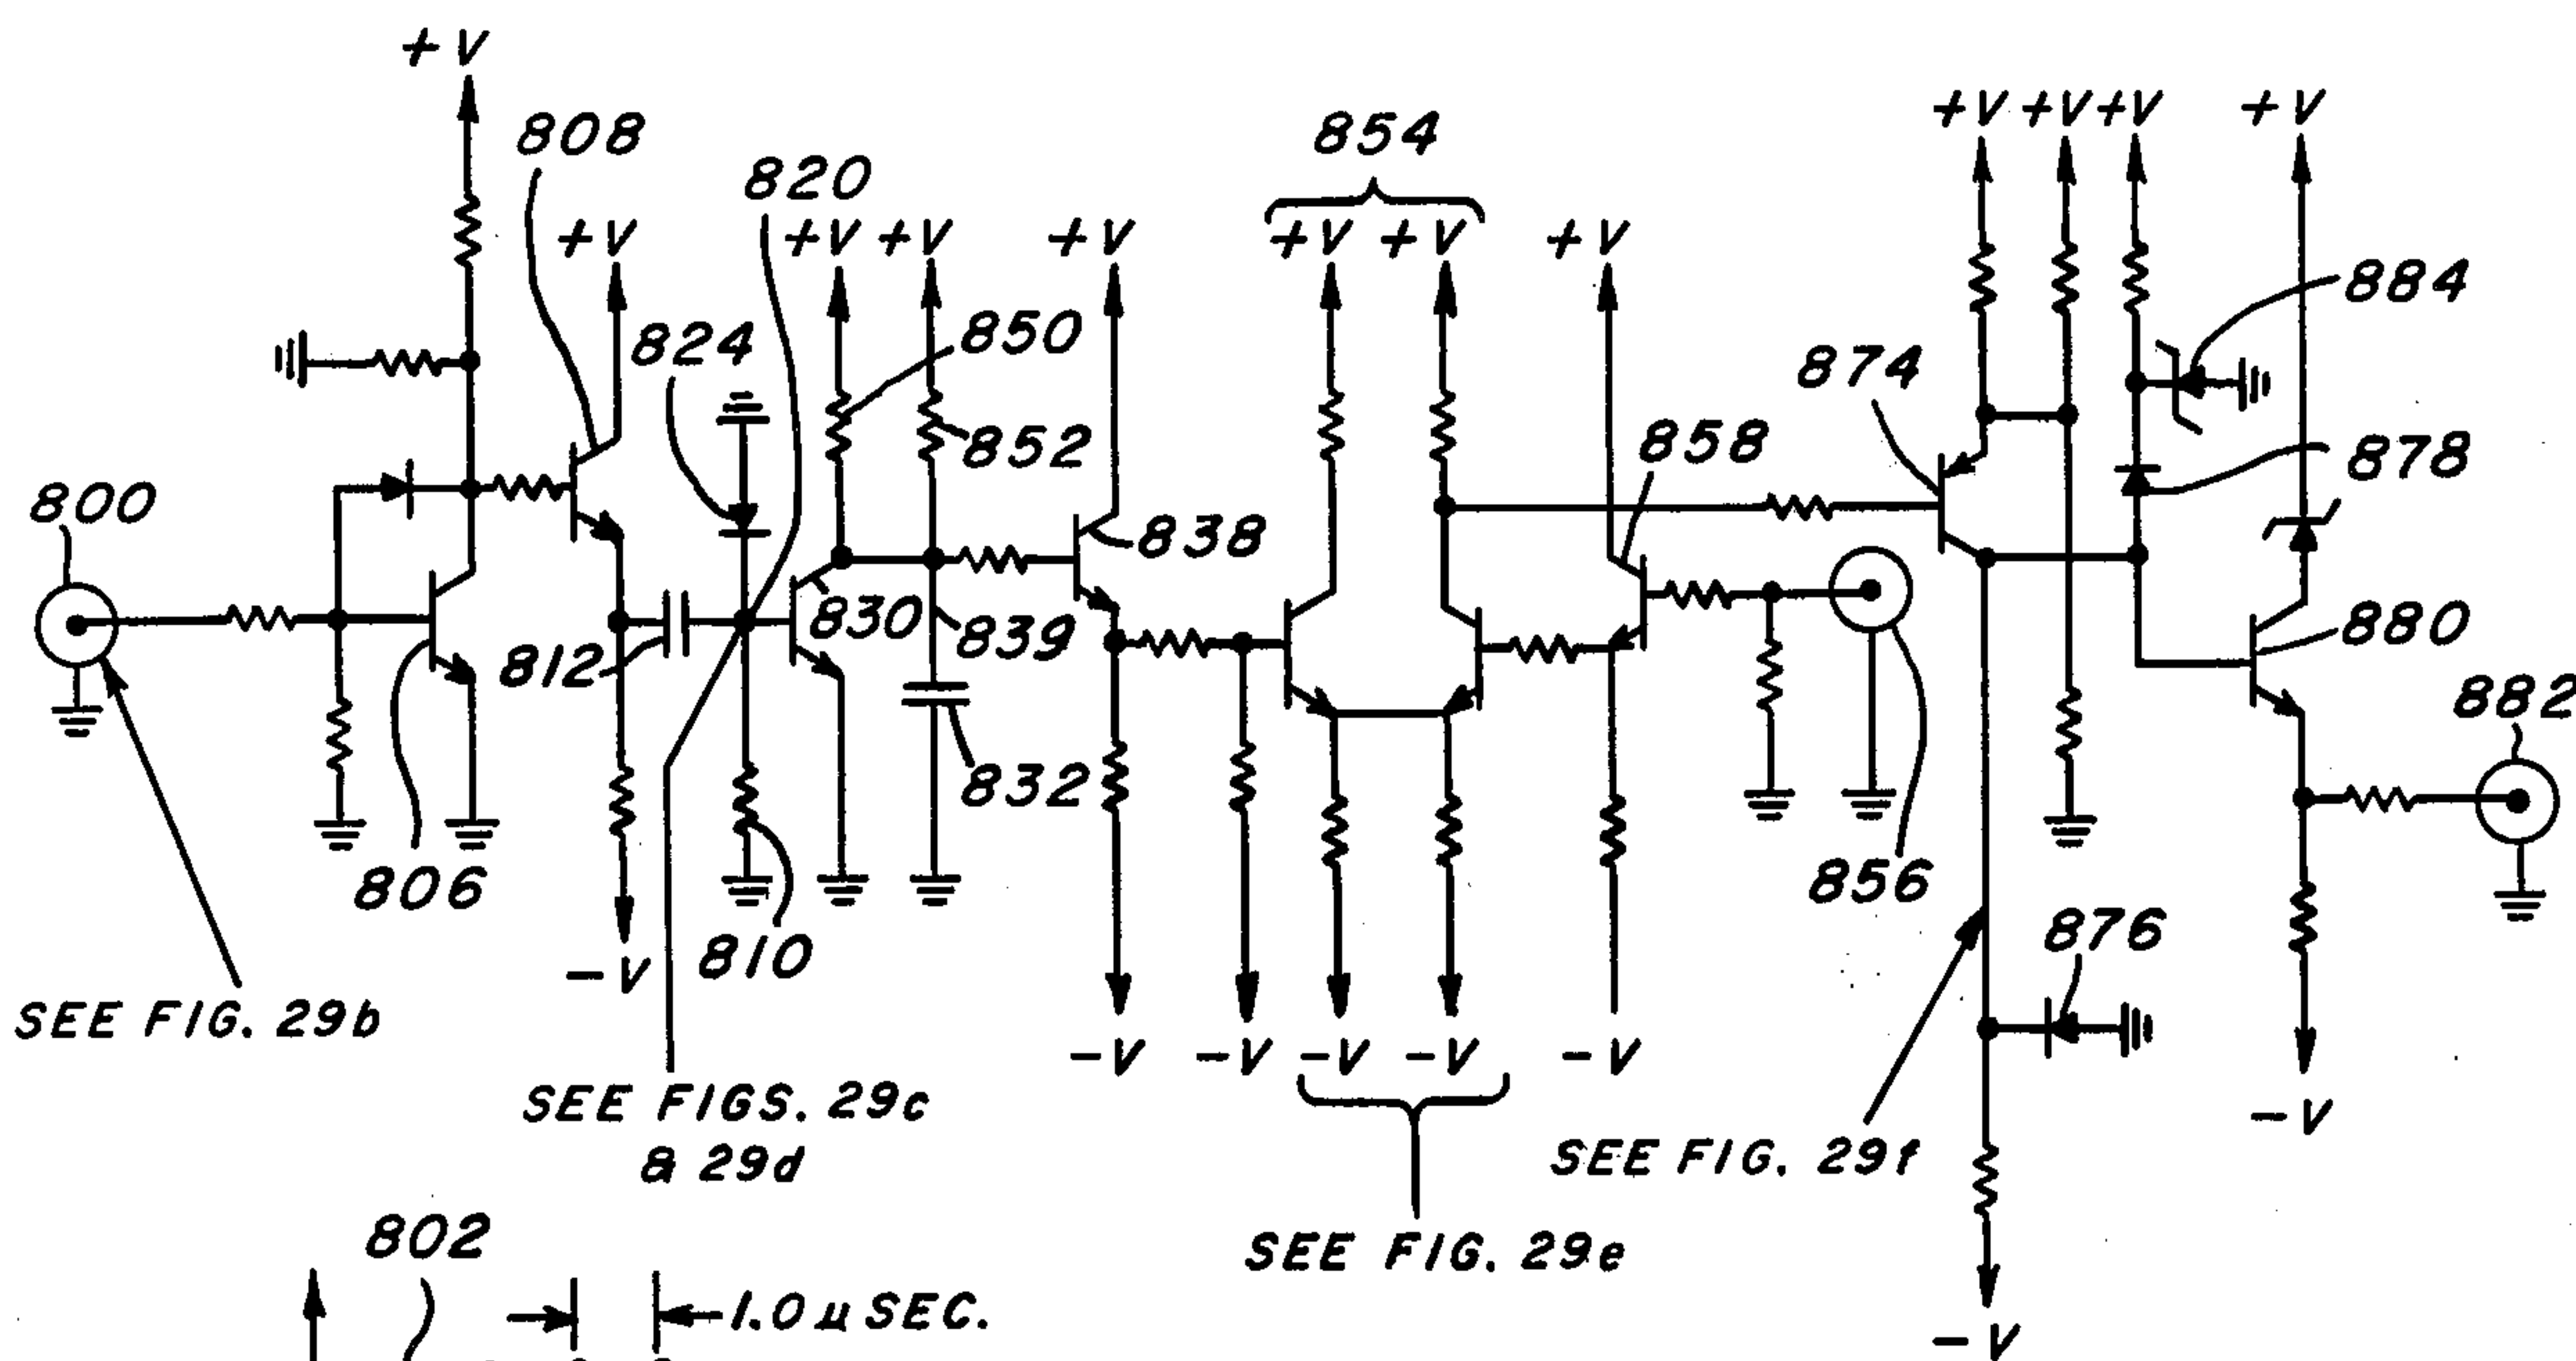 +V
808
854
+V +V +V
+V
820
+V
+V +V
+V
+V +V
+V
884
824
850
874
852
858
878
800
838
830
839
880
812
882
832
856
806
876
810
-V
SEE FIG. 29b
-V
-V
-V
-V
-V
SEE FIGS. 29c
& 29d
-V
SEE FIG. 29f
802
SEE FIG. 29e
1.0 μ SEC.
-V